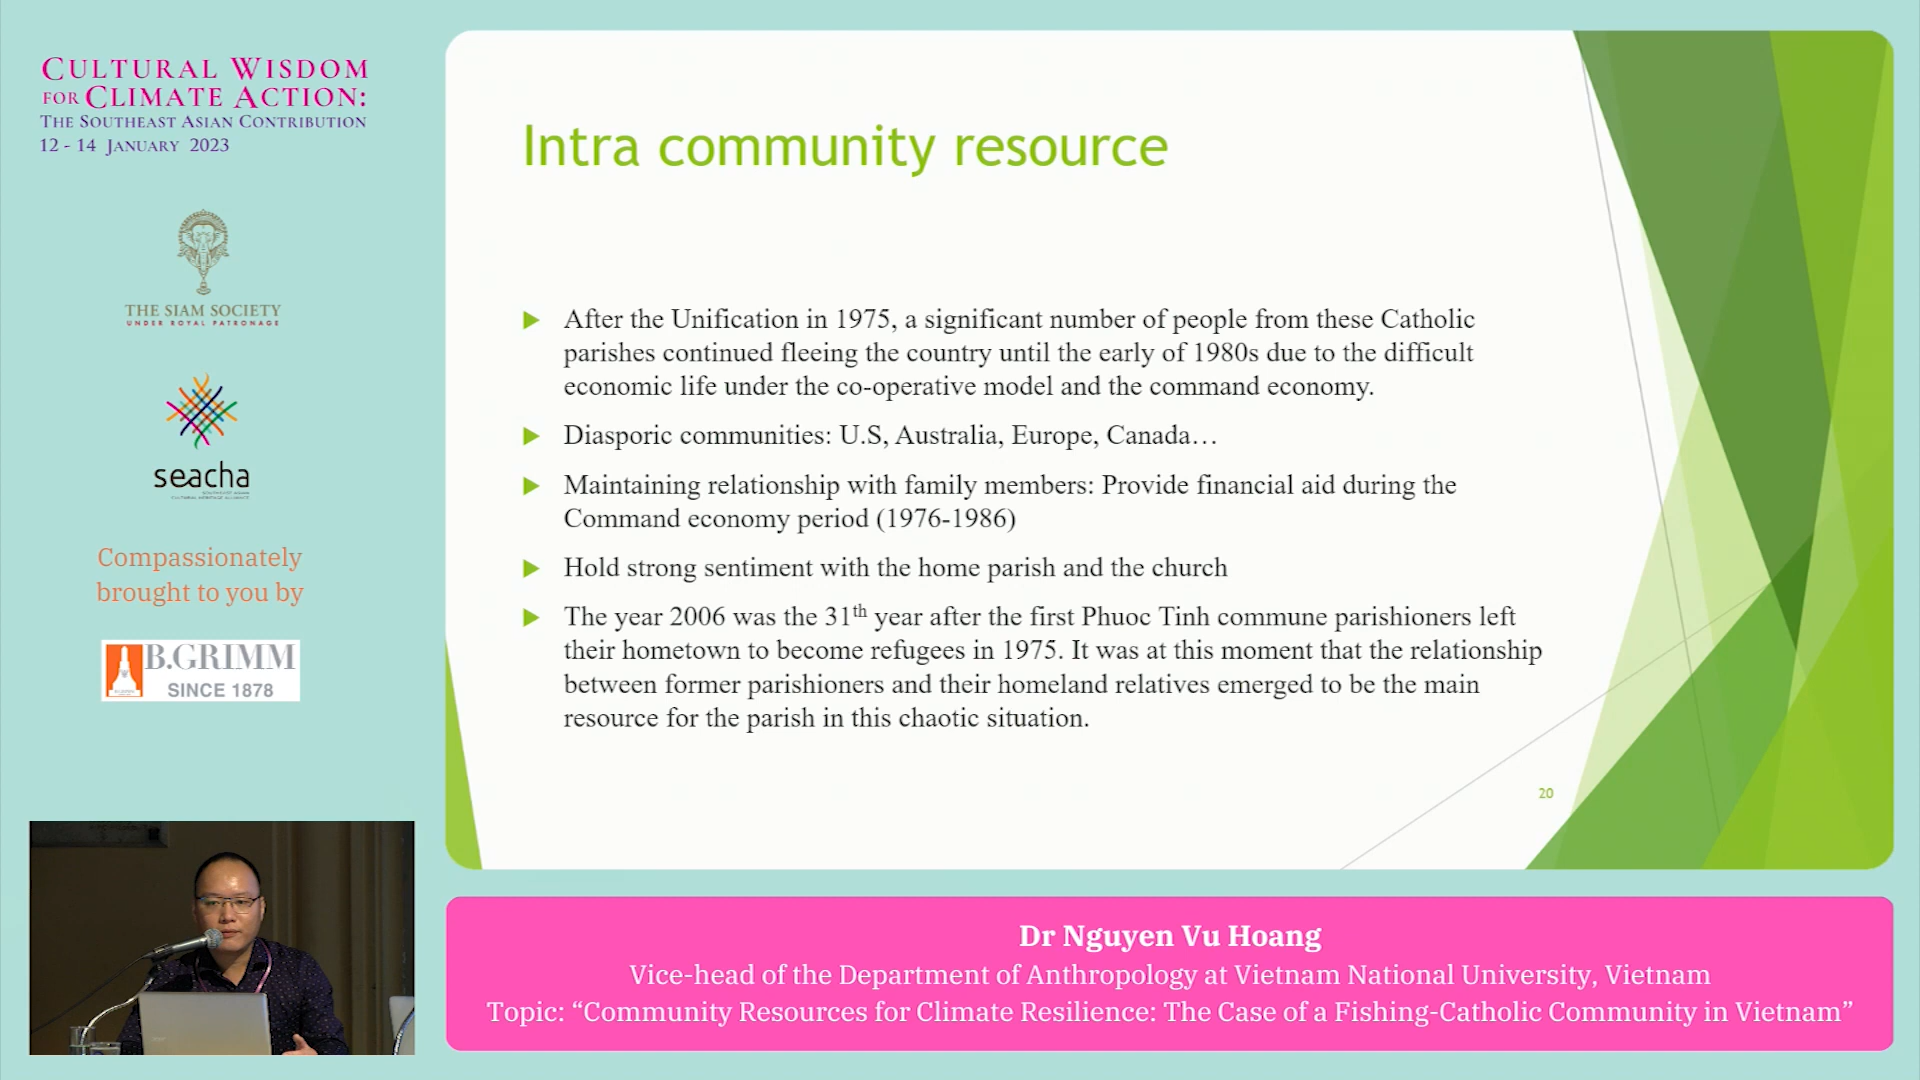 CULTURAL WISDOM
FOR CLIMATE ACTION:
THE SOUTHEAST ASIAN CONTRIBUTION
12 - 14 JANUARY 2023
THE SIAM SOCIETY
UNDER ROYAL PATRONAGE
seacha
SOUTHEAST ASIAN
CULTURAL HERITAGE ALLIANCE
Compassionately
brought to you by
B.GRIMM
SINCE 1878
Intra community resource
After the Unification in 1975, a significant number of people from these Catholic
parishes continued fleeing the country until the early of 1980s due to the difficult
economic life under the co-operative model and the command economy.
Diasporic communities: U.S, Australia, Europe, Canada…
Maintaining relationship with family members: Provide financial aid during the
Command economy period (1976-1986)
Hold strong sentiment with the home parish and the church
The year 2006 was the 31th year after the first Phuoc Tinh commune parishioners left
their hometown to become refugees in 1975. It was at this moment that the relationship
between former parishioners and their homeland relatives emerged to be the main
resource for the parish in this chaotic situation.
20
Dr Nguyen Vu Hoang
Vice-head of the Department of Anthropology at Vietnam National University, Vietnam
Topic: “Community Resources for Climate Resilience: The Case of a Fishing-Catholic Community in Vietnam”